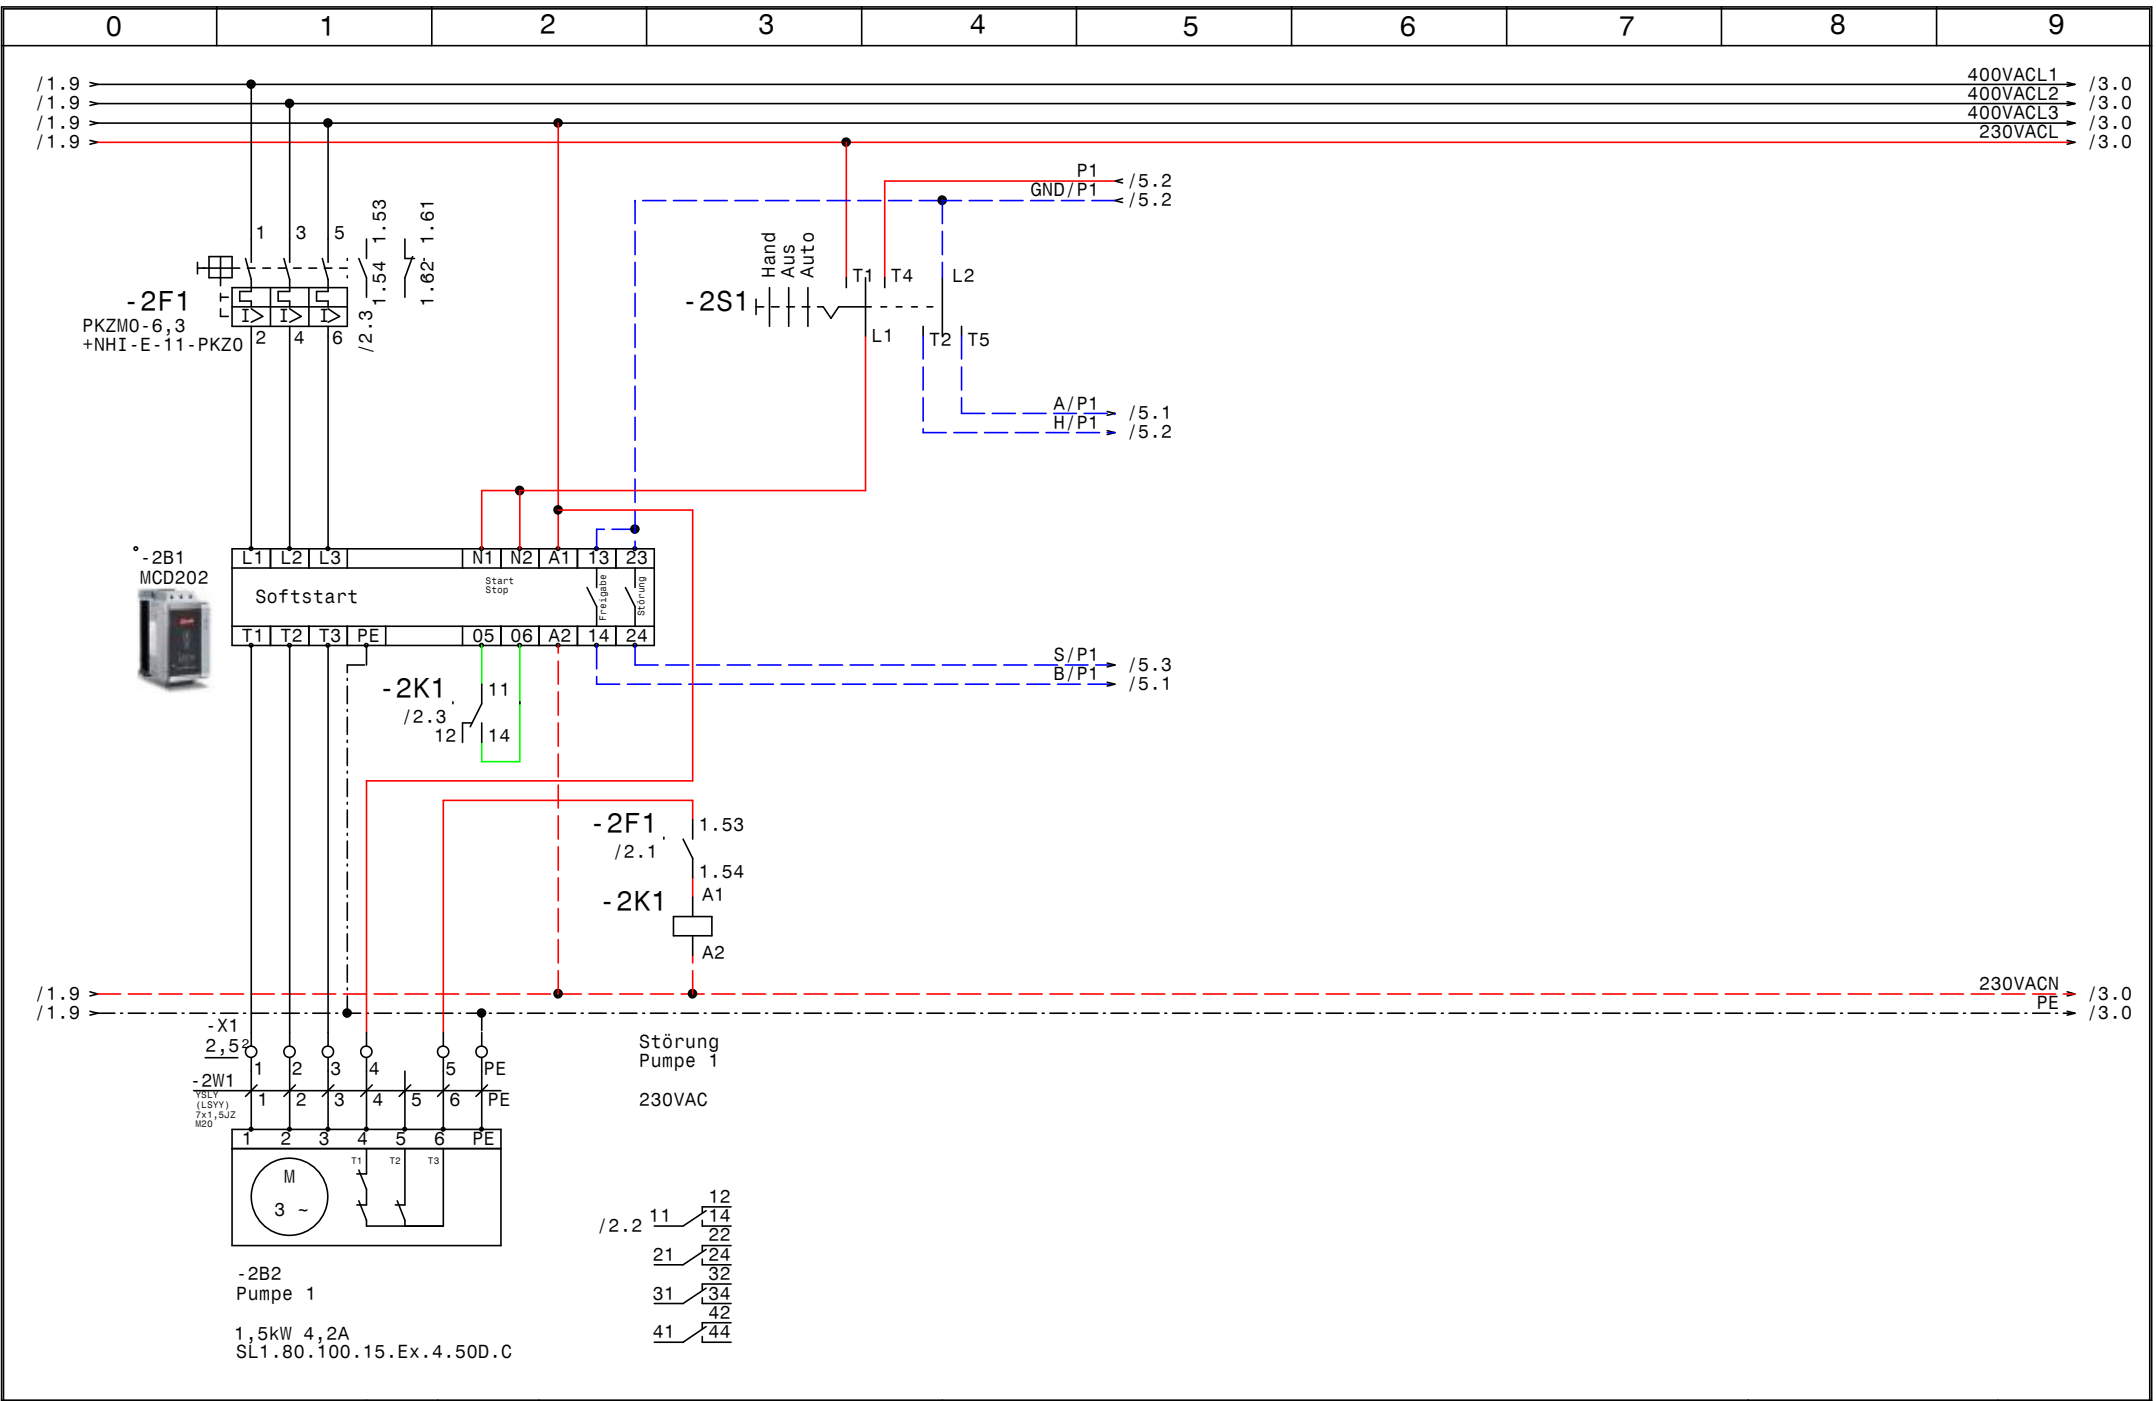 0 1 2 3 4 5 6 7 8 9
/1.9 400VACL1 /3.0
/1.9 400VACL2 /3.0
/1.9 400VACL3 /3.0
/1.9 230VACL /3.0
P1 /5.2
GND/P1 /5.2
1 3 5 1.53 1.61
1.54 1.62
/2.3
-2F1
PKZMO-6,3
+NHI-E-11-PKZO
2 4 6
Hand
Aus
Auto
-2S1
T1 T4 L2
L1 T2 T5
A/P1 /5.1
H/P1 /5.2
-2B1
MCD202
L1 L2 L3 N1 N2 A1 13 23
Softstart
Start
Stop
Freigabe
Störung
T1 T2 T3 PE 05 06 A2 14 24
S/P1 /5.3
B/P1 /5.1
-2K1
/2.3
11
12 14
-2F1
/2.1
1.53
1.54
-2K1
A1
A2
/1.9 230VACN /3.0
/1.9 PE /3.0
-X1
2,5²
1 2 3 4 5 PE
Störung
Pumpe 1
230VAC
-2W1
YSLY
(LSYY)
7x1,5JZ
M20
1 2 3 4 5 6 PE
1 2 3 4 5 6 PE
T1 T2 T3
M
3 ~
-2B2
Pumpe 1
1,5kW 4,2A
SL1.80.100.15.Ex.4.50D.C
12
/2.2 11 14
22
21 24
32
31 34
42
41 44